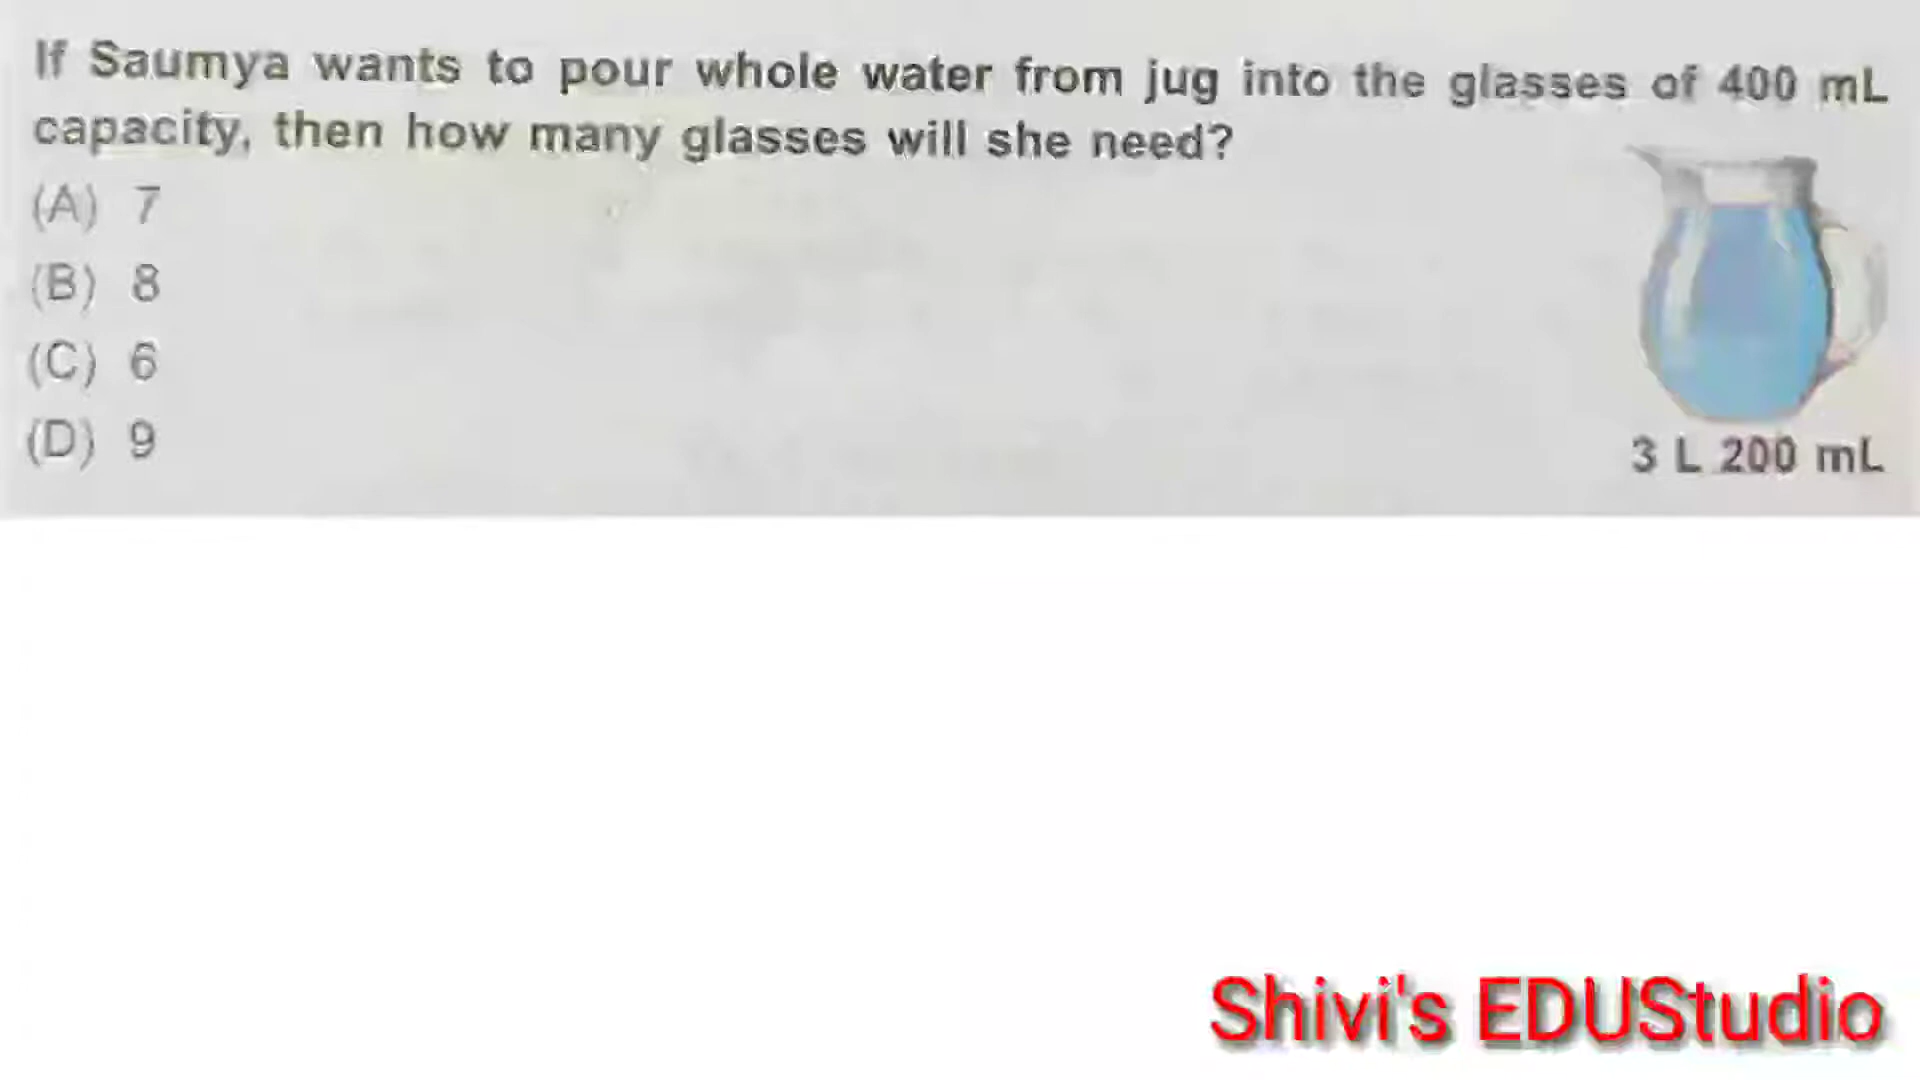 If Saumya wants to pour whole water from jug into the glasses of 400 mL
capacity, then how many glasses will she need?
(A) 7
(B) 8
(C) 6
(D) 9
3 L 200 mL
Shivi's EDUStudio